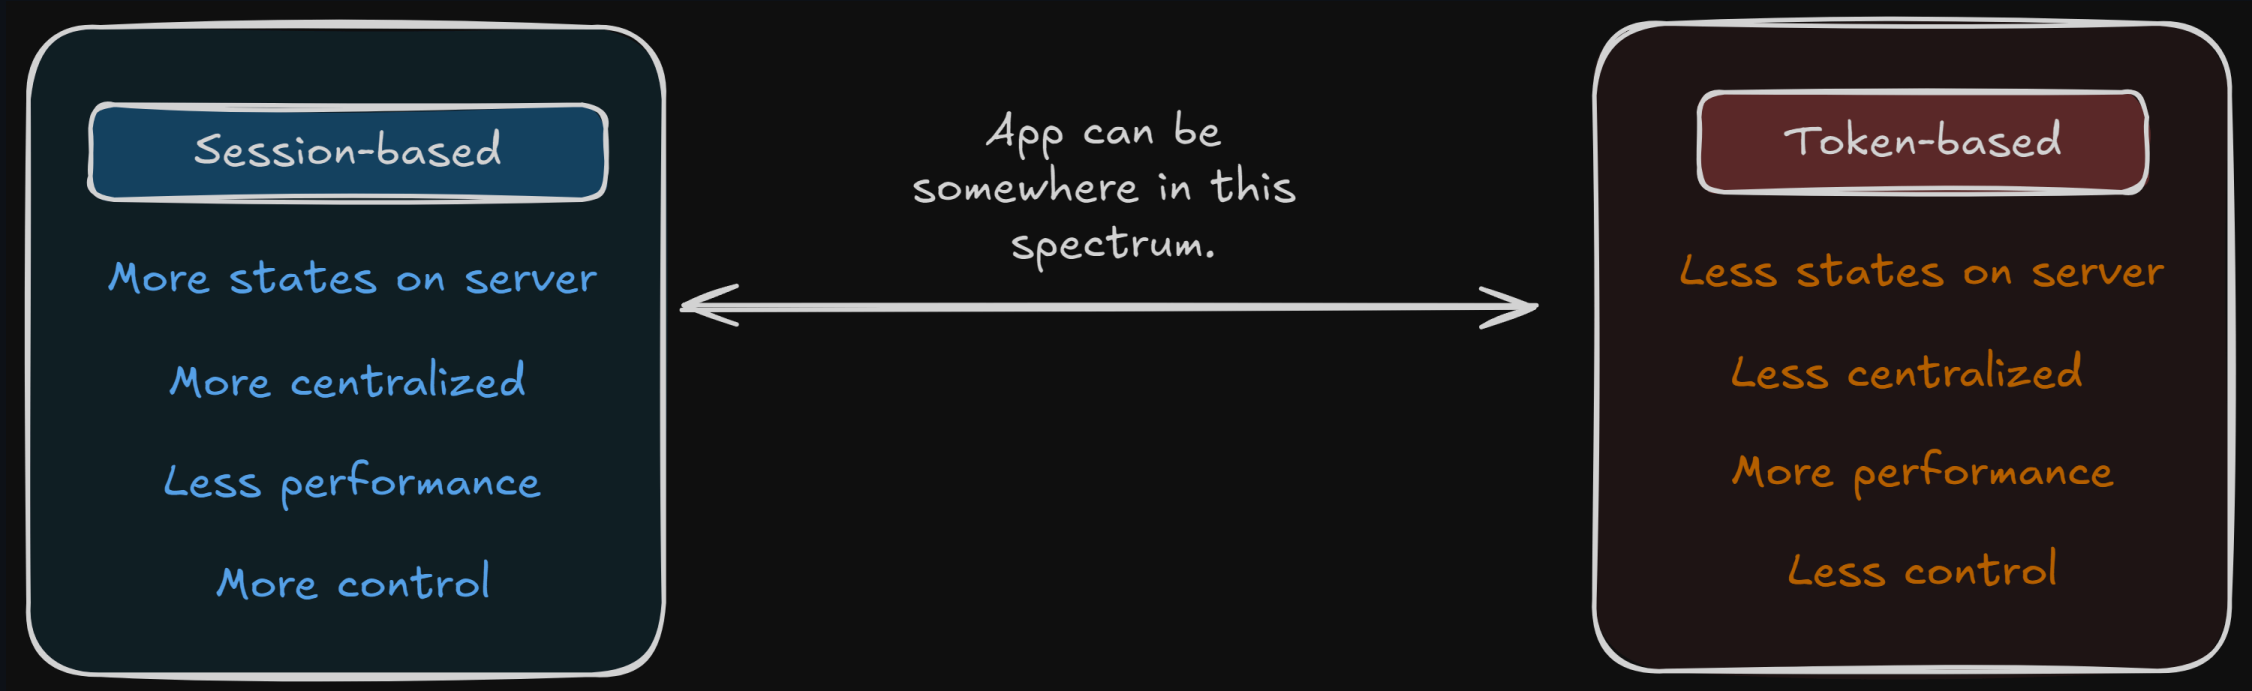 Session-based
More states on server
More centralized
Less performance
More control
App can be
somewhere in this
spectrum.
Token-based
Less states on server
Less centralized
More performance
Less control